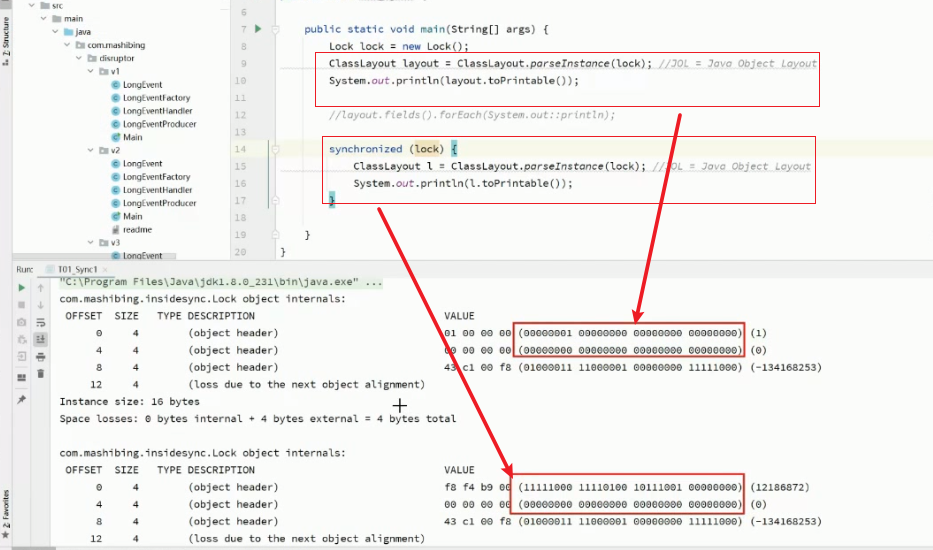 src
main
java
com.mashibing
disruptor
v1
LongEvent
LongEventFactory
LongEventHandler
LongEventProducer
Main
v2
LongEvent
LongEventFactory
LongEventHandler
LongEventProducer
Main
readme
v3
LongEvent
Z: Structure
2: Favorites
6
7 public static void main(String[] args) {
8 Lock lock = new Lock();
9 ClassLayout layout = ClassLayout.parseInstance(lock); //JOL = Java Object Layout
10 System.out.println(layout.toPrintable());
11
12 //layout.fields().forEach(System.out::println);
13
14 synchronized (lock) {
15 ClassLayout l = ClassLayout.parseInstance(lock); //JOL = Java Object Layout
16 System.out.println(l.toPrintable());
17 }
18
19 }
20 }
Run: T01_Sync1
"C:\Program Files\Java\jdk1.8.0_231\bin\java.exe" ...
com.mashibing.insidesync.Lock object internals:
OFFSET SIZE TYPE DESCRIPTION VALUE
0 4 (object header) 01 00 00 00 (00000001 00000000 00000000 00000000) (1)
4 4 (object header) 00 00 00 00 (00000000 00000000 00000000 00000000) (0)
8 4 (object header) 43 c1 00 f8 (01000011 11000001 00000000 11111000) (-134168253)
12 4 (loss due to the next object alignment)
Instance size: 16 bytes
Space losses: 0 bytes internal + 4 bytes external = 4 bytes total
com.mashibing.insidesync.Lock object internals:
OFFSET SIZE TYPE DESCRIPTION VALUE
0 4 (object header) f8 f4 b9 00 (11111000 11110100 10111001 00000000) (12186872)
4 4 (object header) 00 00 00 00 (00000000 00000000 00000000 00000000) (0)
8 4 (object header) 43 c1 00 f8 (01000011 11000001 00000000 11111000) (-134168253)
12 4 (loss due to the next object alignment)